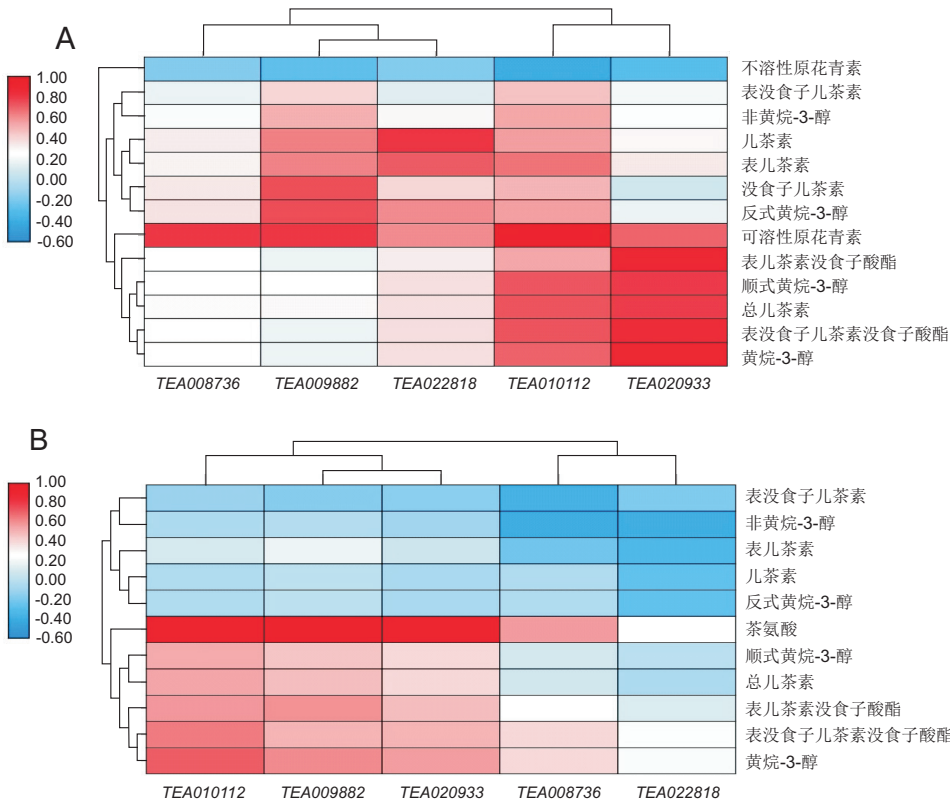 A
1.00
0.80
0.60
0.40
0.20
0.00
-0.20
-0.40
-0.60
不溶性原花青素
表没食子儿茶素
非黄烷-3-醇
儿茶素
表儿茶素
没食子儿茶素
反式黄烷-3-醇
可溶性原花青素
表儿茶素没食子酸酯
顺式黄烷-3-醇
总儿茶素
表没食子儿茶素没食子酸酯
黄烷-3-醇
TEA008736 TEA009882 TEA022818 TEA010112 TEA020933
B
1.00
0.80
0.60
0.40
0.20
0.00
-0.20
-0.40
-0.60
表没食子儿茶素
非黄烷-3-醇
表儿茶素
儿茶素
反式黄烷-3-醇
茶氨酸
顺式黄烷-3-醇
总儿茶素
表儿茶素没食子酸酯
表没食子儿茶素没食子酸酯
黄烷-3-醇
TEA010112 TEA009882 TEA020933 TEA008736 TEA022818